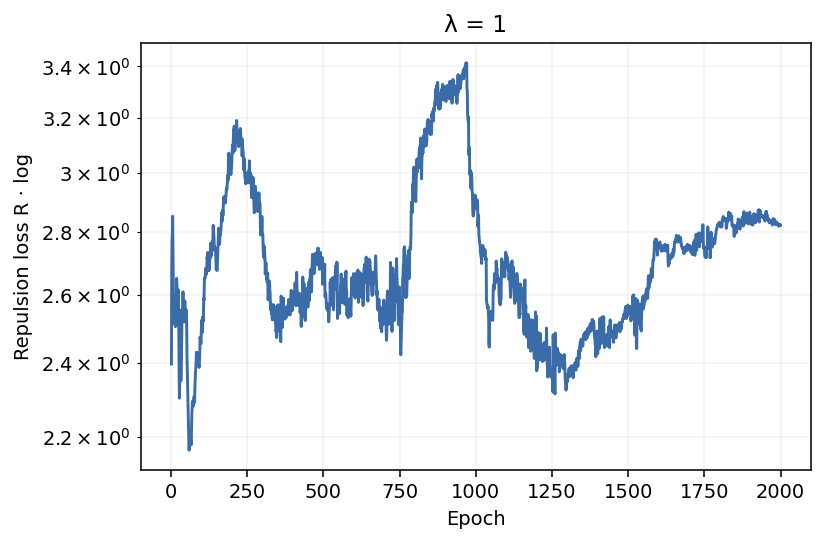 λ = 1
Repulsion loss R · log
3.4 × 10⁰
3.2 × 10⁰
3 × 10⁰
2.8 × 10⁰
2.6 × 10⁰
2.4 × 10⁰
2.2 × 10⁰
0 250 500 750 1000 1250 1500 1750 2000
Epoch